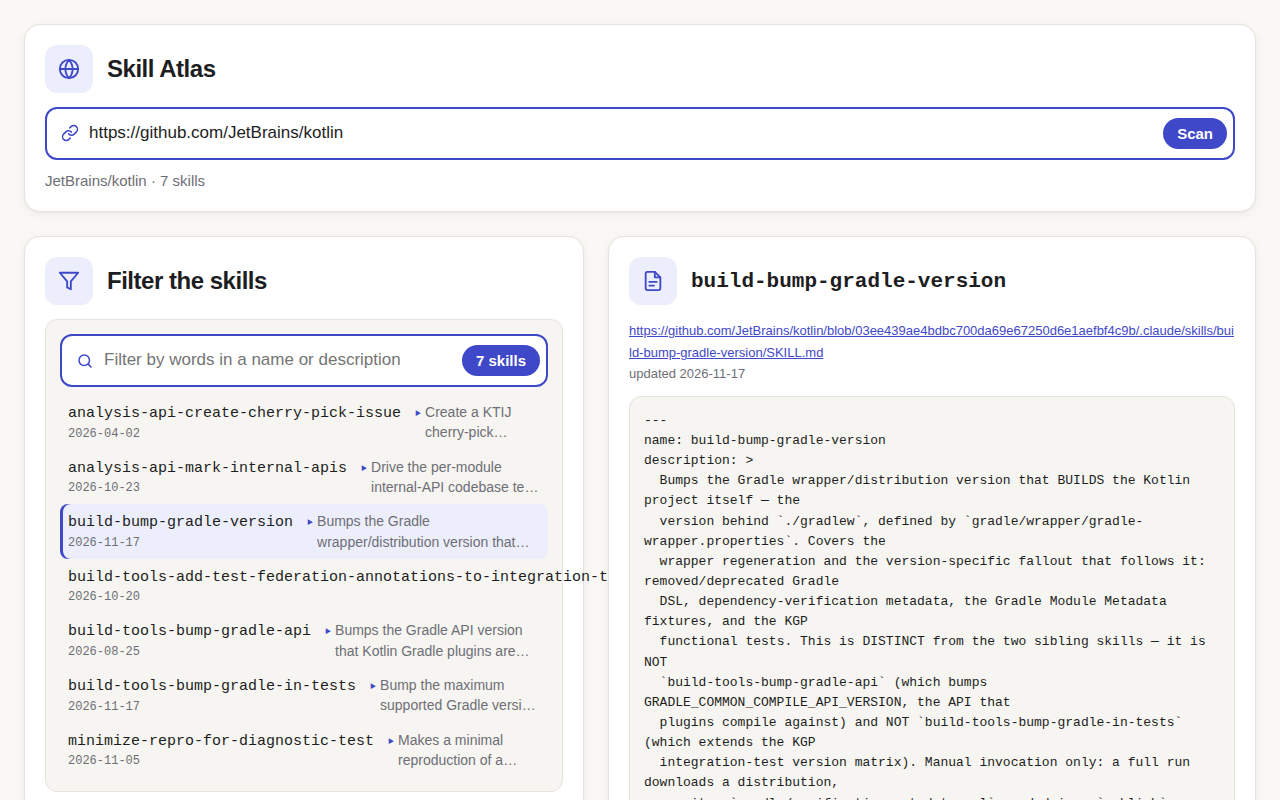 Skill Atlas
https://github.com/JetBrains/kotlin
Scan
JetBrains/kotlin · 7 skills
Filter the skills
Filter by words in a name or description
7 skills
analysis-api-create-cherry-pick-issue
2026-04-02
▸ Create a KTIJ
cherry-pick…
analysis-api-mark-internal-apis
2026-10-23
▸ Drive the per-module
internal-API codebase te…
build-bump-gradle-version
2026-11-17
▸ Bumps the Gradle
wrapper/distribution version that…
build-tools-add-test-federation-annotations-to-integration-t
2026-10-20
build-tools-bump-gradle-api
2026-08-25
▸ Bumps the Gradle API version
that Kotlin Gradle plugins are…
build-tools-bump-gradle-in-tests
2026-11-17
▸ Bump the maximum
supported Gradle versi…
minimize-repro-for-diagnostic-test
2026-11-05
▸ Makes a minimal
reproduction of a…
build-bump-gradle-version
https://github.com/JetBrains/kotlin/blob/03ee439ae4bdbc700da69e67250d6e1aefbf4c9b/.claude/skills/bui
ld-bump-gradle-version/SKILL.md
updated 2026-11-17
---
name: build-bump-gradle-version
description: >
Bumps the Gradle wrapper/distribution version that BUILDS the Kotlin
project itself — the
version behind `./gradlew`, defined by `gradle/wrapper/gradle-
wrapper.properties`. Covers the
wrapper regeneration and the version-specific fallout that follows it:
removed/deprecated Gradle
DSL, dependency-verification metadata, the Gradle Module Metadata
fixtures, and the KGP
functional tests. This is DISTINCT from the two sibling skills — it is
NOT
`build-tools-bump-gradle-api` (which bumps
GRADLE_COMMON_COMPILE_API_VERSION, the API that
plugins compile against) and NOT `build-tools-bump-gradle-in-tests`
(which extends the KGP
integration-test version matrix). Manual invocation only: a full run
downloads a distribution,